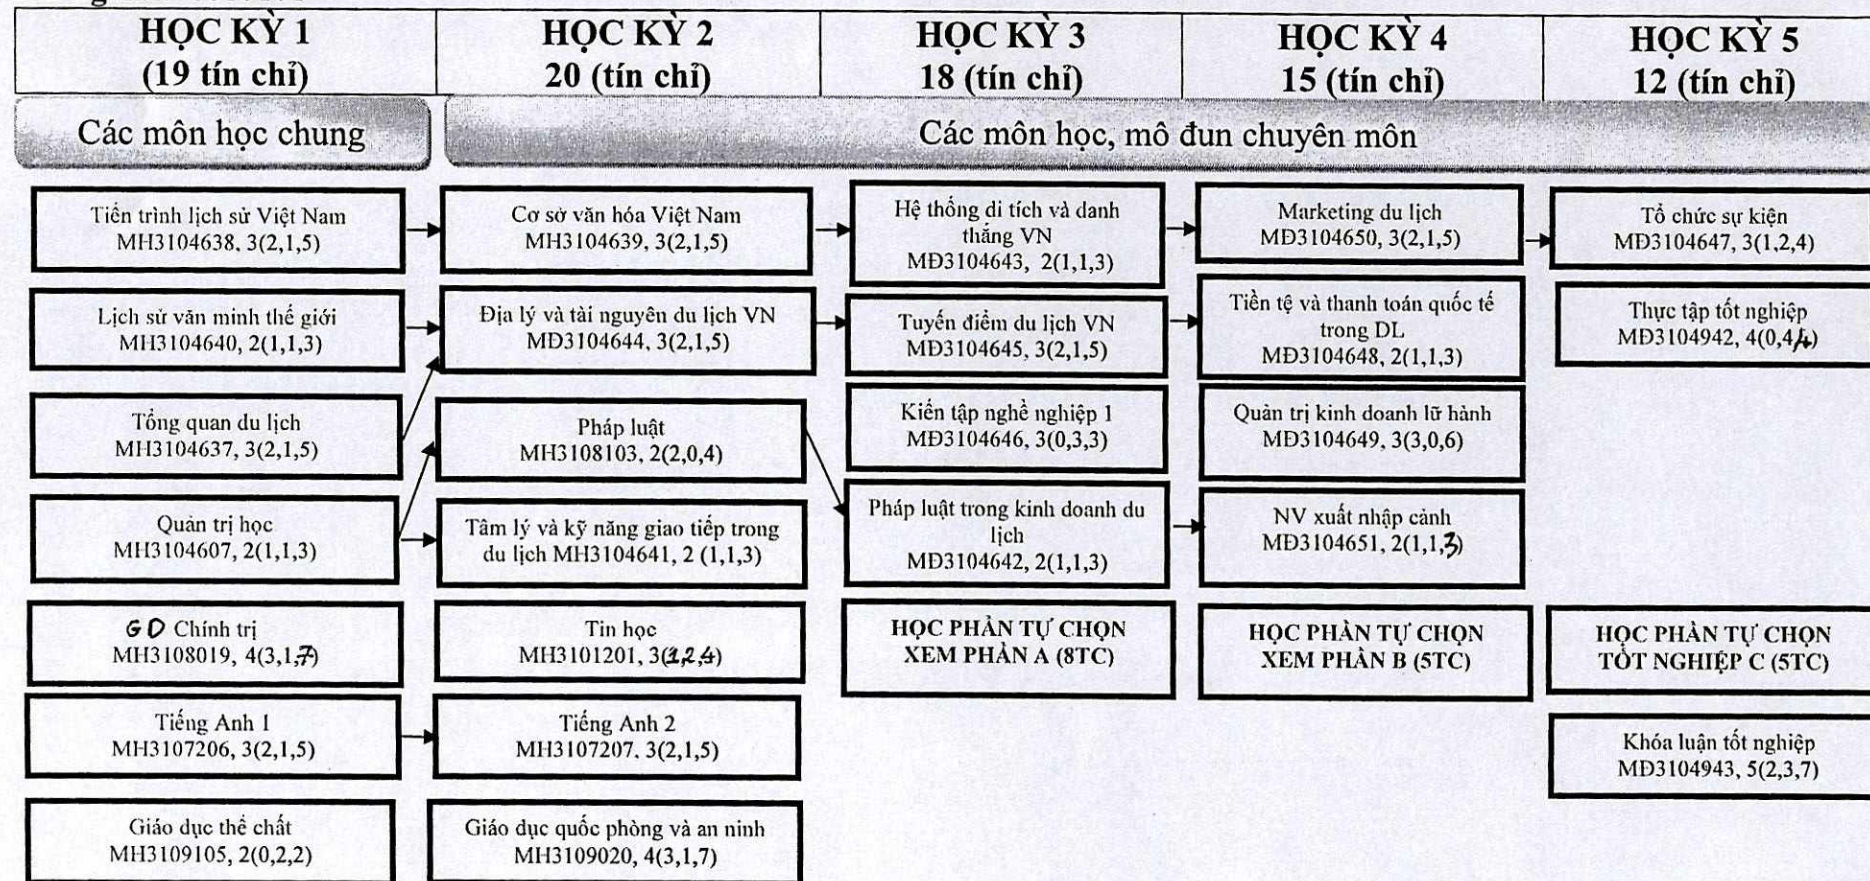 HỌC KỲ 1
(19 tín chỉ)
HỌC KỲ 2
20 (tín chỉ)
HỌC KỲ 3
18 (tín chỉ)
HỌC KỲ 4
15 (tín chỉ)
HỌC KỲ 5
12 (tín chỉ)
Các môn học chung
Các môn học, mô đun chuyên môn
Tiến trình lịch sử Việt Nam
MH3104638, 3(2,1,5)
Cơ sở văn hóa Việt Nam
MH3104639, 3(2,1,5)
Hệ thống di tích và danh
thắng VN
MĐ3104643, 2(1,1,3)
Marketing du lịch
MĐ3104650, 3(2,1,5)
Tổ chức sự kiện
MĐ3104647, 3(1,2,4)
Lịch sử văn minh thế giới
MH3104640, 2(1,1,3)
Địa lý và tài nguyên du lịch VN
MĐ3104644, 3(2,1,5)
Tuyến điểm du lịch VN
MĐ3104645, 3(2,1,5)
Tiền tệ và thanh toán quốc tế
trong DL
MĐ3104648, 2(1,1,3)
Thực tập tốt nghiệp
MĐ3104942, 4(0,4,4)
Tổng quan du lịch
MH3104637, 3(2,1,5)
Pháp luật
MH3108103, 2(2,0,4)
Kiến tập nghề nghiệp 1
MĐ3104646, 3(0,3,3)
Quản trị kinh doanh lữ hành
MĐ3104649, 3(3,0,6)
Quản trị học
MH3104607, 2(1,1,3)
Tâm lý và kỹ năng giao tiếp trong
du lịch MH3104641, 2 (1,1,3)
Pháp luật trong kinh doanh du
lịch
MĐ3104642, 2(1,1,3)
NV xuất nhập cảnh
MĐ3104651, 2(1,1,3)
GD Chính trị
MH3108019, 4(3,1,7)
Tin học
MH3101201, 3(1,2,4)
HỌC PHẦN TỰ CHỌN
XEM PHẦN A (8TC)
HỌC PHẦN TỰ CHỌN
XEM PHẦN B (5TC)
HỌC PHẦN TỰ CHỌN
TỐT NGHIỆP C (5TC)
Tiếng Anh 1
MH3107206, 3(2,1,5)
Tiếng Anh 2
MH3107207, 3(2,1,5)
Khóa luận tốt nghiệp
MĐ3104943, 5(2,3,7)
Giáo dục thể chất
MH3109105, 2(0,2,2)
Giáo dục quốc phòng và an ninh
MH3109020, 4(3,1,7)